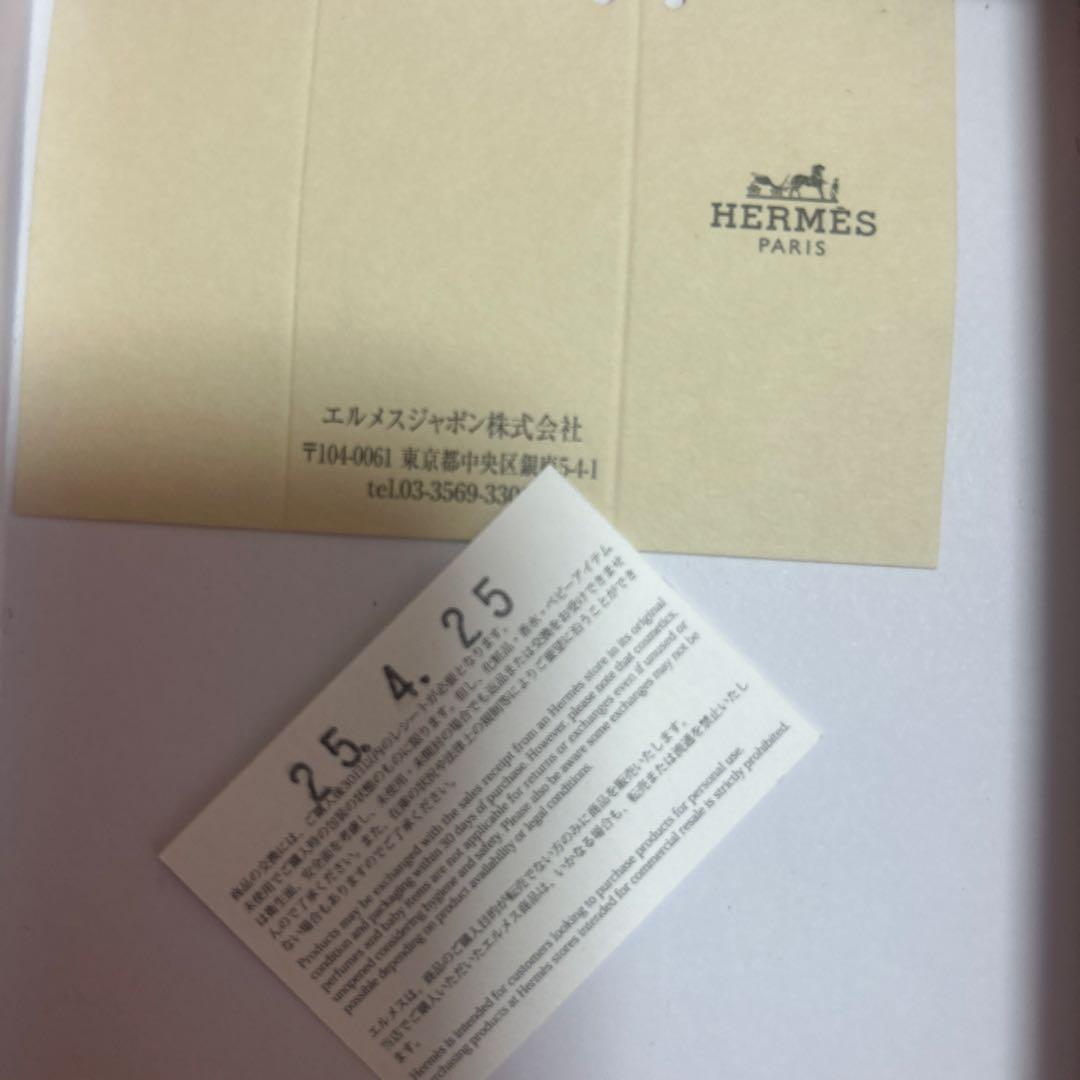 HERMÈS
PARIS
エルメスジャポン株式会社
〒104-0061 東京都中央区銀座5-4-1
tel.03-3569-330
25. 4. 25
商品の交換には、ご購入後30日以内のレシートが必要となります。
未使用でご購入時の包装の状態のものに限ります。但し、化粧品・香水・ベビーアイテム
は衛生面、安全面を考慮し、未使用・未開封の場合でも返品または交換をお受けできませ
んので了承ください。また、在庫の状況や法律上の規制等によりご要望に沿うことができ
ない場合もありますのでご了承ください。
Products may be exchanged with the sales receipt from an Hermès store in its original
condition and packaging within 30 days of purchase. However, please note that cosmetics,
perfumes and baby items are not applicable for returns or exchanges even if unused or
unopened considering hygiene and safety. Please also be aware some exchanges may not be
possible depending on product availability or legal conditions.
エルメスは、商品のご購入目的が転売でない方のみに商品を販売いたします。
当店でご購入いただいたエルメス商品は、いかなる場合も、転売または流通を禁止いたし
ます。
Hermès is intended for customers looking to purchase products for personal use.
rchasing products at Hermès stores intended for commercial resale is strictly prohibited.